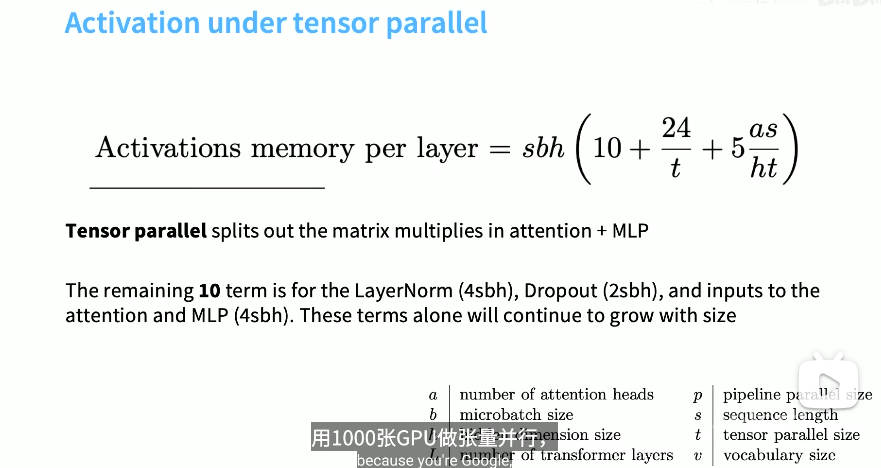 Activation under tensor parallel
Activations memory per layer = sbh ( 10 + 24/t + 5 as/ht )
Tensor parallel splits out the matrix multiplies in attention + MLP
The remaining 10 term is for the LayerNorm (4sbh), Dropout (2sbh), and inputs to the
attention and MLP (4sbh). These terms alone will continue to grow with size
a number of attention heads p pipeline parallel size
b microbatch size s sequence length
dimension size t tensor parallel size
number of transformer layers v vocabulary size
用1000张GPU做张量并行,
because you're Google,